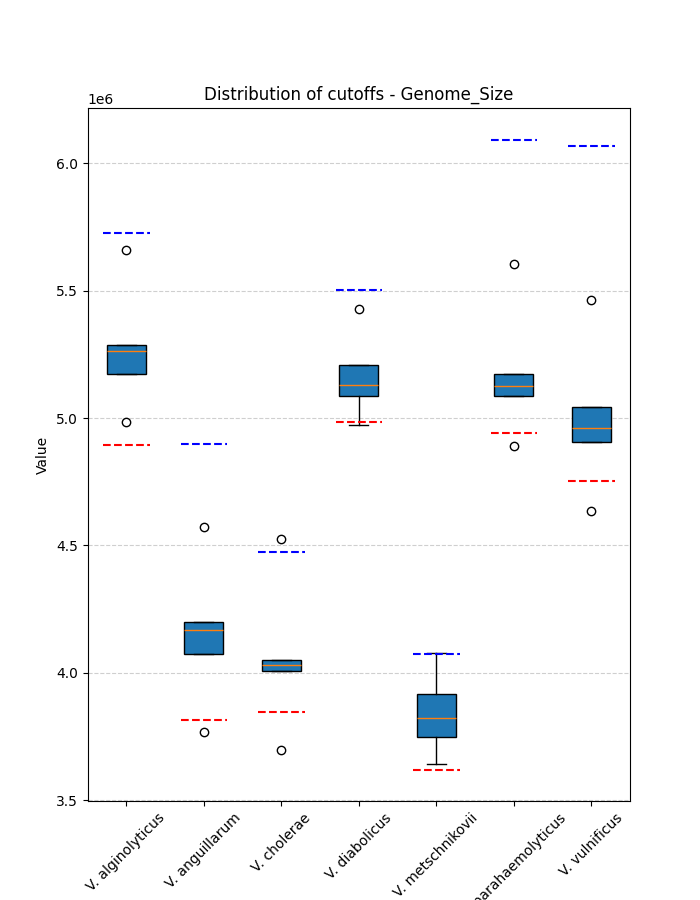 Distribution of cutoffs - Genome_Size
1e6
6.0
5.5
5.0
4.5
4.0
3.5
Value
V. alginolyticus
V. anguillarum
V. cholerae
V. diabolicus
V. metschnikovii
parahaemolyticus
V. vulnificus